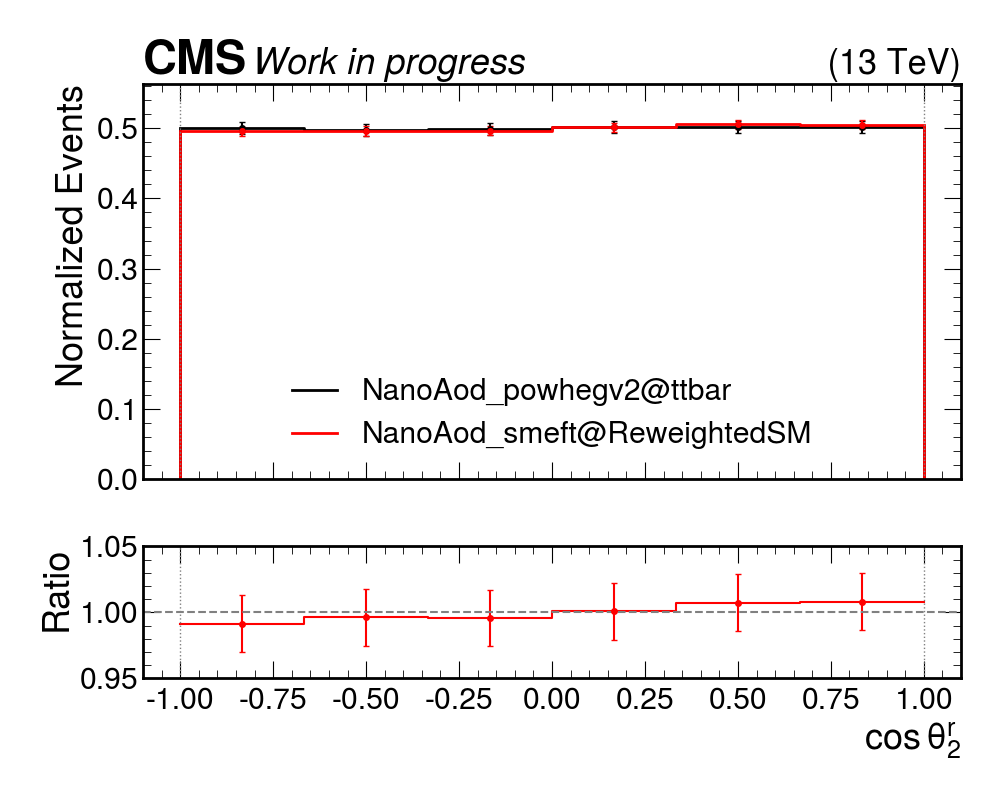 CMS Work in progress (13 TeV)
Normalized Events
0.5
0.4
0.3
0.2
0.1
0.0
NanoAod_powhegv2@ttbar
NanoAod_smeft@ReweightedSM
Ratio
1.05
1.00
0.95
-1.00 -0.75 -0.50 -0.25 0.00 0.25 0.50 0.75 1.00
cos θ₂ʳ